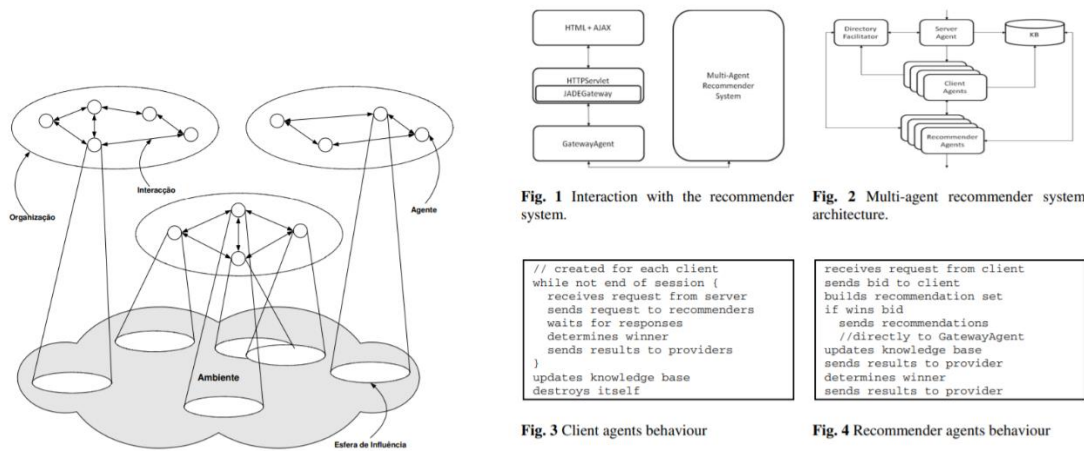 Interacção
Organização
Agente
Ambiente
Esfera de Influência
HTML + AJAX
HTTPServlet
JADEGateway
GatewayAgent
Multi-Agent
Recommender
System
Fig. 1 Interaction with the recommender
system.
Directory
Facilitator
Server
Agent
KB
Client
Agents
Recommender
Agents
Fig. 2 Multi-agent recommender system
architecture.
// created for each client
while not end of session {
receives request from server
sends request to recommenders
waits for responses
determines winner
sends results to providers
}
updates knowledge base
destroys itself
Fig. 3 Client agents behaviour
receives request from client
sends bid to client
builds recommendation set
if wins bid
sends recommendations
//directly to GatewayAgent
updates knowledge base
sends results to provider
determines winner
sends results to provider
Fig. 4 Recommender agents behaviour